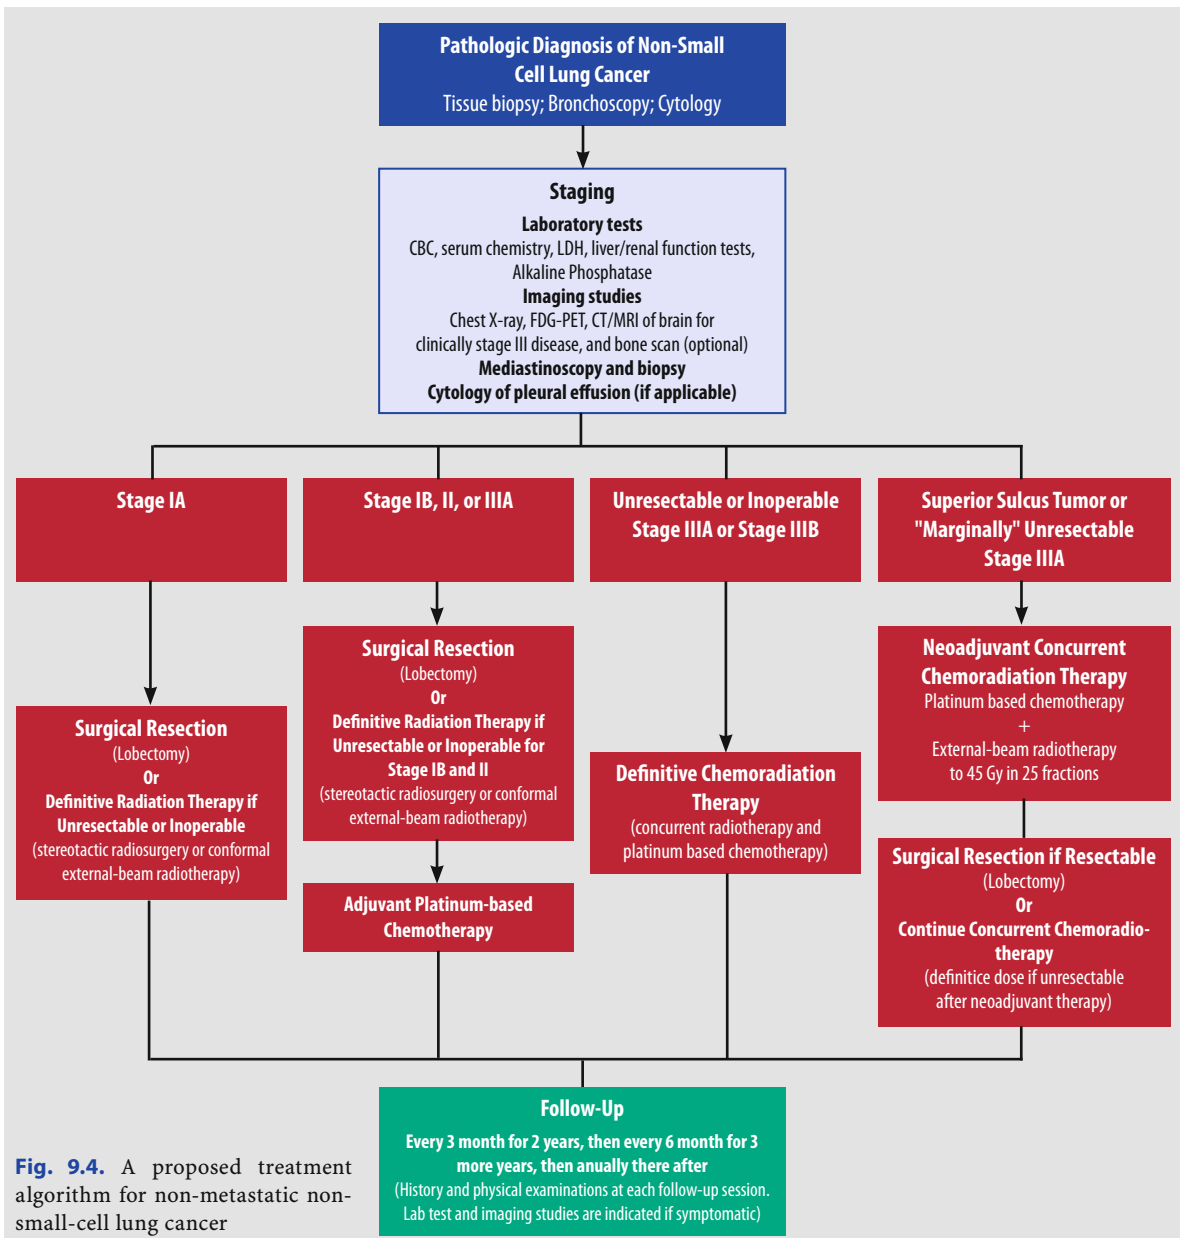 Pathologic Diagnosis of Non-Small
Cell Lung Cancer
Tissue biopsy; Bronchoscopy; Cytology
Staging
Laboratory tests
CBC, serum chemistry, LDH, liver/renal function tests,
Alkaline Phosphatase
Imaging studies
Chest X-ray, FDG-PET, CT/MRI of brain for
clinically stage III disease, and bone scan (optional)
Mediastinoscopy and biopsy
Cytology of pleural effusion (if applicable)
Stage IA
Surgical Resection
(Lobectomy)
Or
Definitive Radiation Therapy if
Unresectable or Inoperable
(stereotactic radiosurgery or conformal
external-beam radiotherapy)
Stage IB, II, or IIIA
Surgical Resection
(Lobectomy)
Or
Definitive Radiation Therapy if
Unresectable or Inoperable for
Stage IB and II
(stereotactic radiosurgery or conformal
external-beam radiotherapy)
Adjuvant Platinum-based
Chemotherapy
Unresectable or Inoperable
Stage IIIA or Stage IIIB
Definitive Chemoradiation
Therapy
(concurrent radiotherapy and
platinum based chemotherapy)
Superior Sulcus Tumor or
"Marginally" Unresectable
Stage IIIA
Neoadjuvant Concurrent
Chemoradiation Therapy
Platinum based chemotherapy
+
External-beam radiotherapy
to 45 Gy in 25 fractions
Surgical Resection if Resectable
(Lobectomy)
Or
Continue Concurrent Chemoradio-
therapy
(definitice dose if unresectable
after neoadjuvant therapy)
Follow-Up
Every 3 month for 2 years, then every 6 month for 3
more years, then anually there after
(History and physical examinations at each follow-up session.
Lab test and imaging studies are indicated if symptomatic)
Fig. 9.4. A proposed treatment
algorithm for non-metastatic non-
small-cell lung cancer